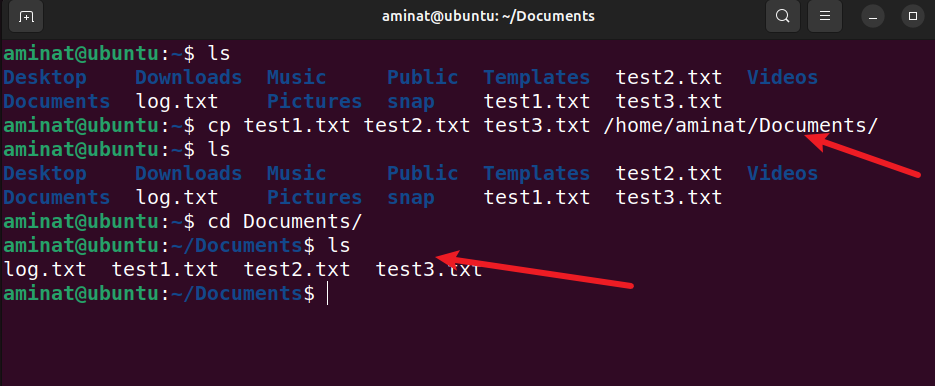 aminat@ubuntu: ~/Documents
aminat@ubuntu:~$ ls
Desktop Downloads Music Public Templates test2.txt Videos
Documents log.txt Pictures snap test1.txt test3.txt
aminat@ubuntu:~$ cp test1.txt test2.txt test3.txt /home/aminat/Documents/
aminat@ubuntu:~$ ls
Desktop Downloads Music Public Templates test2.txt Videos
Documents log.txt Pictures snap test1.txt test3.txt
aminat@ubuntu:~$ cd Documents/
aminat@ubuntu:~/Documents$ ls
log.txt test1.txt test2.txt test3.txt
aminat@ubuntu:~/Documents$